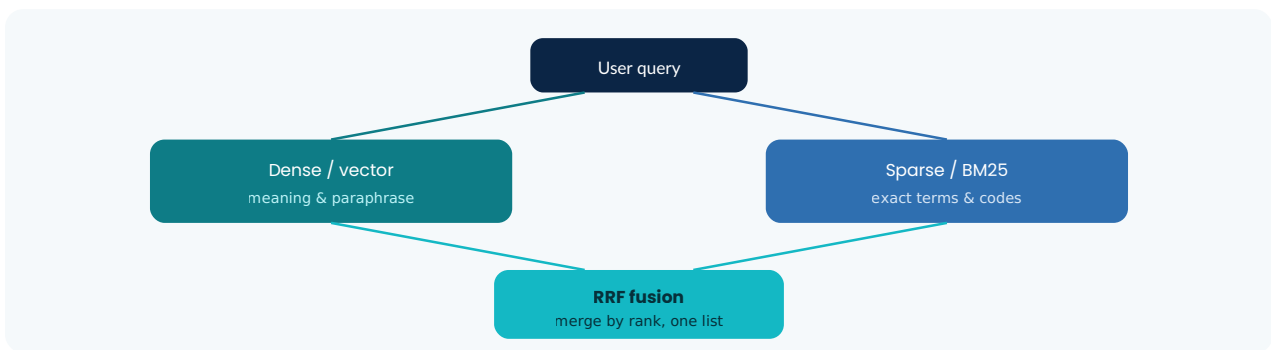 User query
Dense / vector
meaning & paraphrase
Sparse / BM25
exact terms & codes
RRF fusion
merge by rank, one list